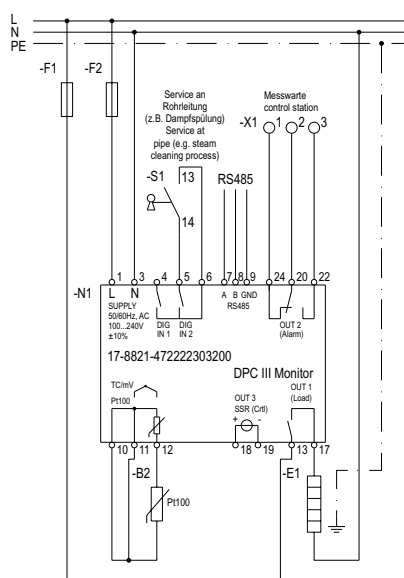 L
N
PE
-F1
-F2
Service an
Rohrleitung
(z.B. Dampfspülung)
Service at
pipe (e.g. steam
cleaning process)
Messwarte
control station
-X1 1 2 3
-S1 13
14
RS485
1 3 4 5 6 7 8 9 24 20 22
-N1
L N
A B GND
RS485
SUPPLY
50/60Hz, AC
100...240V
±10%
DIG
IN 1
DIG
IN 2
OUT 2
(Alarm)
17-8821-472222303200
DPC III Monitor
TC/mV
Pt100
OUT 3
SSR (Crtl)
+ -
OUT 1
(Load)
10 11 12 18 19 13 17
-B2
-E1
Pt100